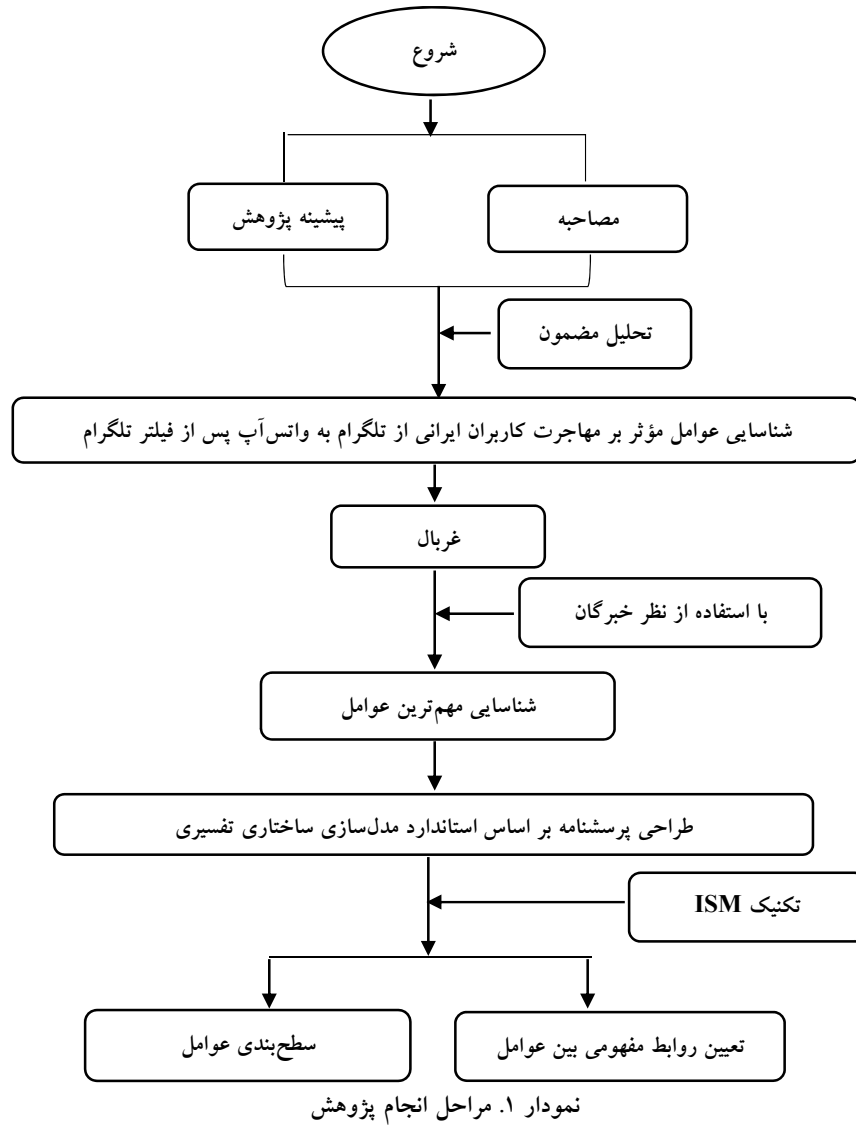 شروع
مصاحبه
پیشینه پژوهش
تحلیل مضمون
شناسایی عوامل مؤثر بر مهاجرت کاربران ایرانی از تلگرام به واتس‌آپ پس از فیلتر تلگرام
غربال
با استفاده از نظر خبرگان
شناسایی مهم‌ترین عوامل
طراحی پرسشنامه بر اساس استاندارد مدل‌سازی ساختاری تفسیری
تکنیک ISM
تعیین روابط مفهومی بین عوامل
سطح‌بندی عوامل
نمودار ۱. مراحل انجام پژوهش